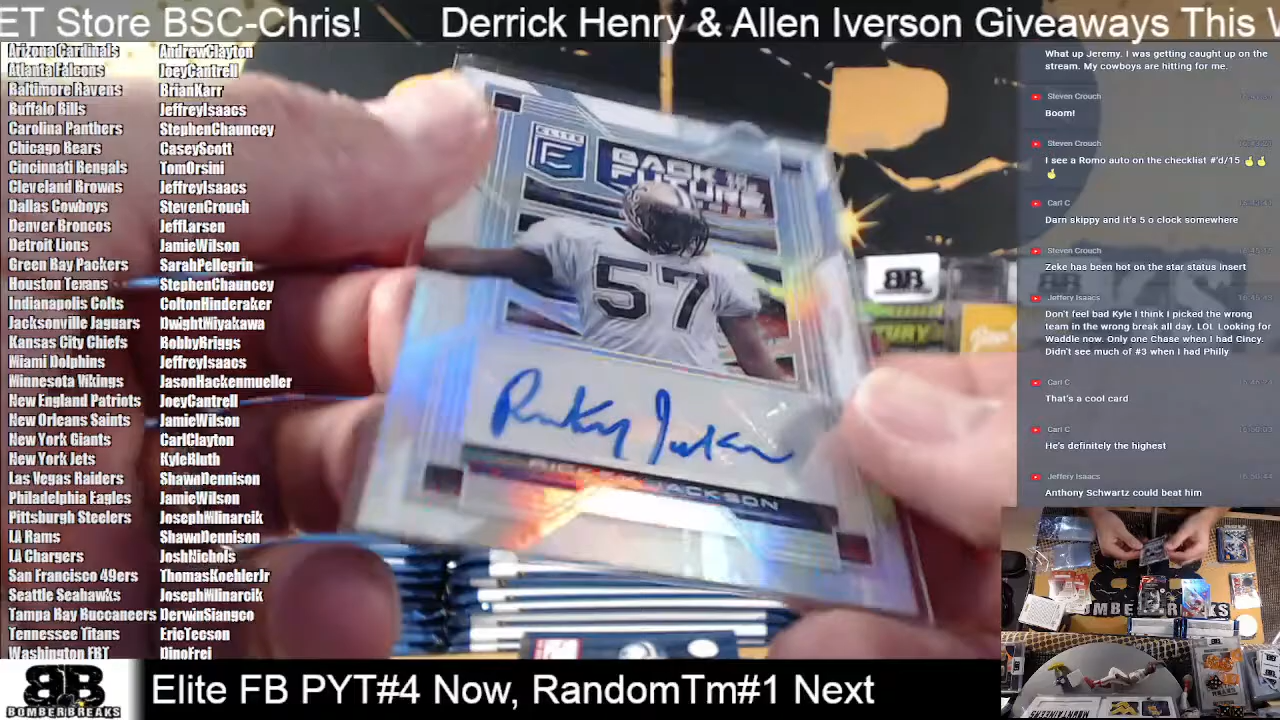 ET Store BSC-Chris! Derrick Henry & Allen Iverson Giveaways This
Arizona Cardinals AndrewClayton
Atlanta Falcons JoeyCantrell
Baltimore Ravens BrianKarr
Buffalo Bills JeffreyIsaacs
Carolina Panthers StephenChauncey
Chicago Bears CaseyScott
Cincinnati Bengals TomOrsini
Cleveland Browns JeffreyIsaacs
Dallas Cowboys StevenCrouch
Denver Broncos JeffLarsen
Detroit Lions JamieWilson
Green Bay Packers SarahPellegrin
Houston Texans StephenChauncey
Indianapolis Colts ColtonHinderaker
Jacksonville Jaguars DwightMiyakawa
Kansas City Chiefs BobbyBriggs
Miami Dolphins JeffreyIsaacs
Minnesota Vikings JasonHackenmueller
New England Patriots JoeyCantrell
New Orleans Saints JamieWilson
New York Giants CarlClayton
New York Jets KyleBluth
Las Vegas Raiders ShawnDennison
Philadelphia Eagles JamieWilson
Pittsburgh Steelers JosephMlinarcik
LA Rams ShawnDennison
LA Chargers JoshNichols
San Francisco 49ers ThomasKoehlerJr
Seattle Seahawks JosephMlinarcik
Tampa Bay Buccaneers DerwinSiangco
Tennessee Titans EricTecson
Washington FBT DinoFrei
ELITE
E
BACK TO THE
FUTURE
57
Rickey Jackson
RICKEY JACKSON
BB
What up Jeremy. I was getting caught up on the
stream. My cowboys are hitting for me.
Steven Crouch
Boom!
Steven Crouch
I see a Romo auto on the checklist #'d/15
Carl C
Darn skippy and it's 5 o clock somewhere
Steven Crouch
Zeke has been hot on the star status insert
Jeffery Isaacs
Don't feel bad Kyle I think I picked the wrong
team in the wrong break all day. LOL Looking for
Waddle now. Only one Chase when I had Cincy.
Didn't see much of #3 when I had Philly
Carl C
That's a cool card
Carl C
He's definitely the highest
Jeffery Isaacs
Anthony Schwartz could beat him
BOMBERBREAKS
BB
BOMBERBREAKS
Elite FB PYT#4 Now, RandomTm#1 Next